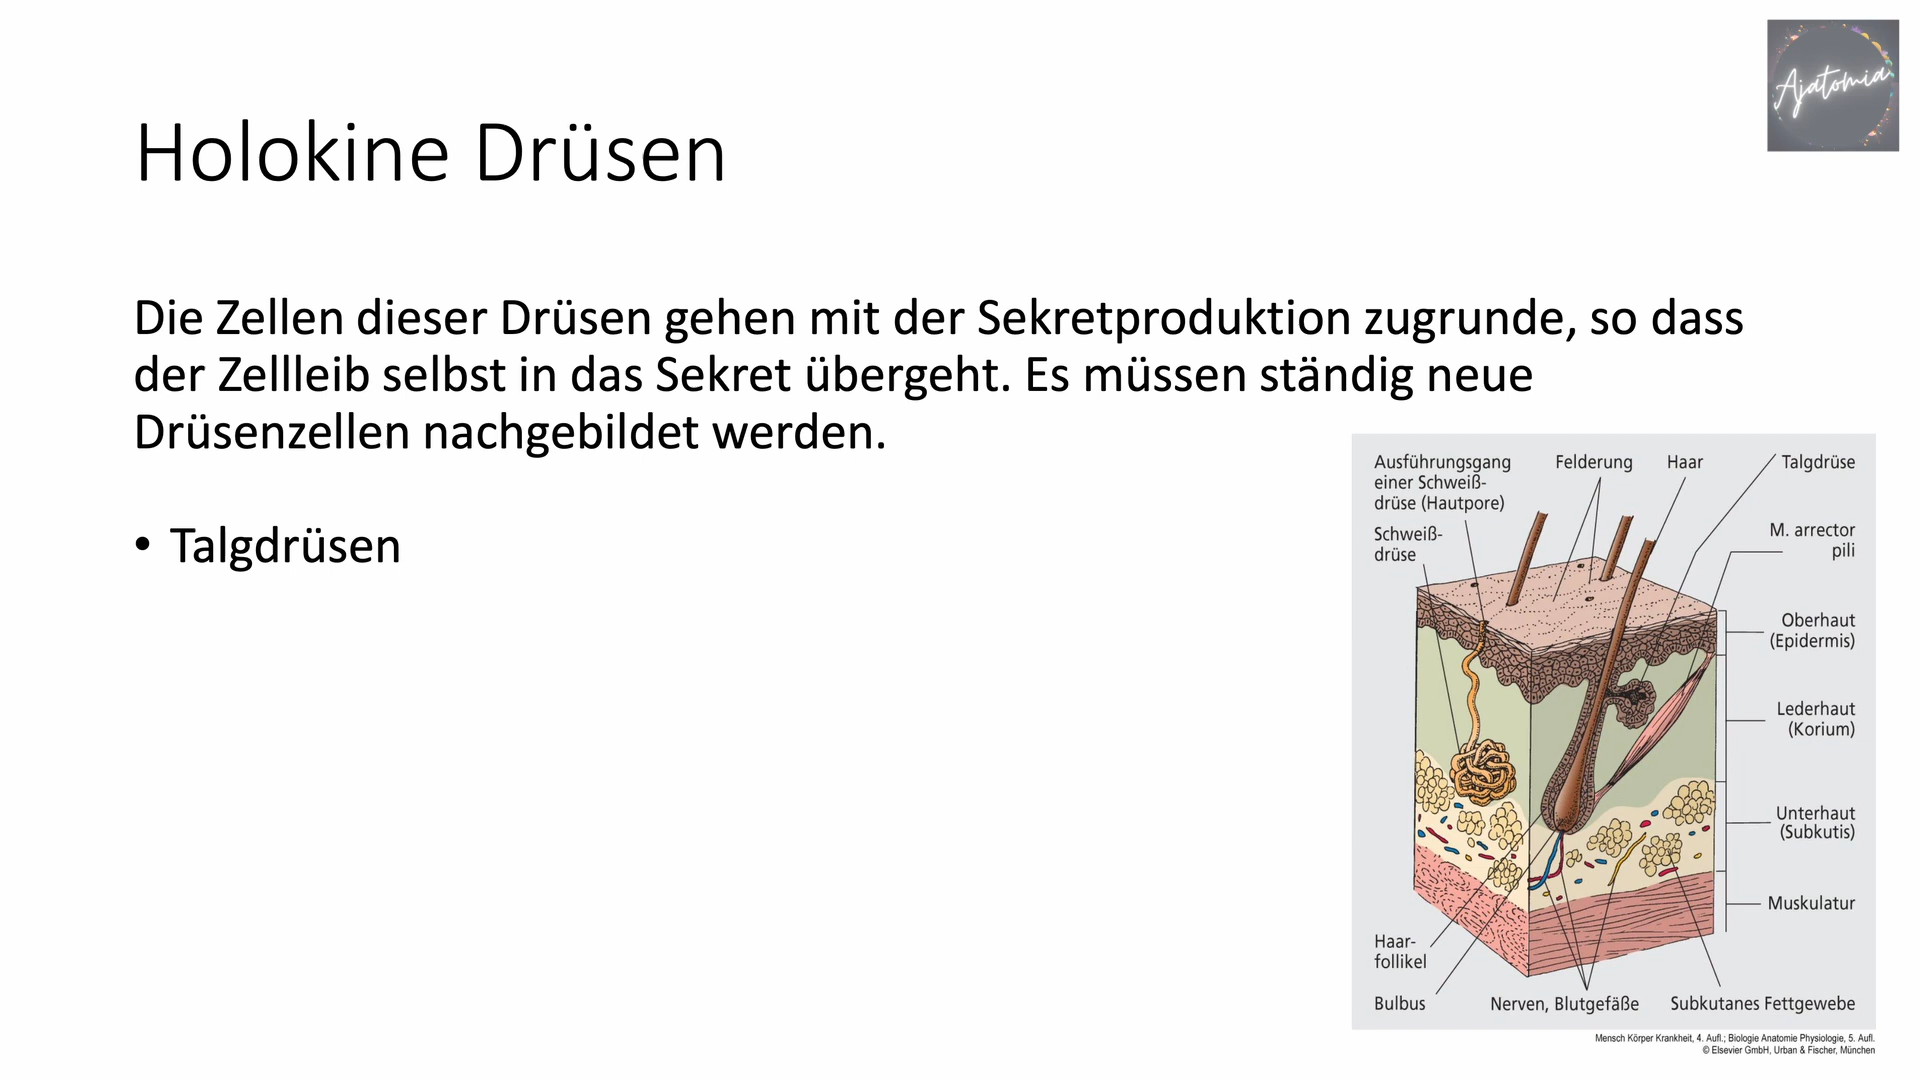 Ajatomia
Holokine Drüsen
Die Zellen dieser Drüsen gehen mit der Sekretproduktion zugrunde, so dass
der Zellleib selbst in das Sekret übergeht. Es müssen ständig neue
Drüsenzellen nachgebildet werden.
• Talgdrüsen
Ausführungsgang
einer Schweiß-
drüse (Hautpore)
Felderung
Haar
Talgdrüse
Schweiß-
drüse
M. arrector
pili
Oberhaut
(Epidermis)
Lederhaut
(Korium)
Unterhaut
(Subkutis)
Muskulatur
Haar-
follikel
Bulbus
Nerven, Blutgefäße
Subkutanes Fettgewebe
Mensch Körper Krankheit, 4. Aufl.; Biologie Anatomie Physiologie, 5. Aufl.
© Elsevier GmbH, Urban & Fischer, München